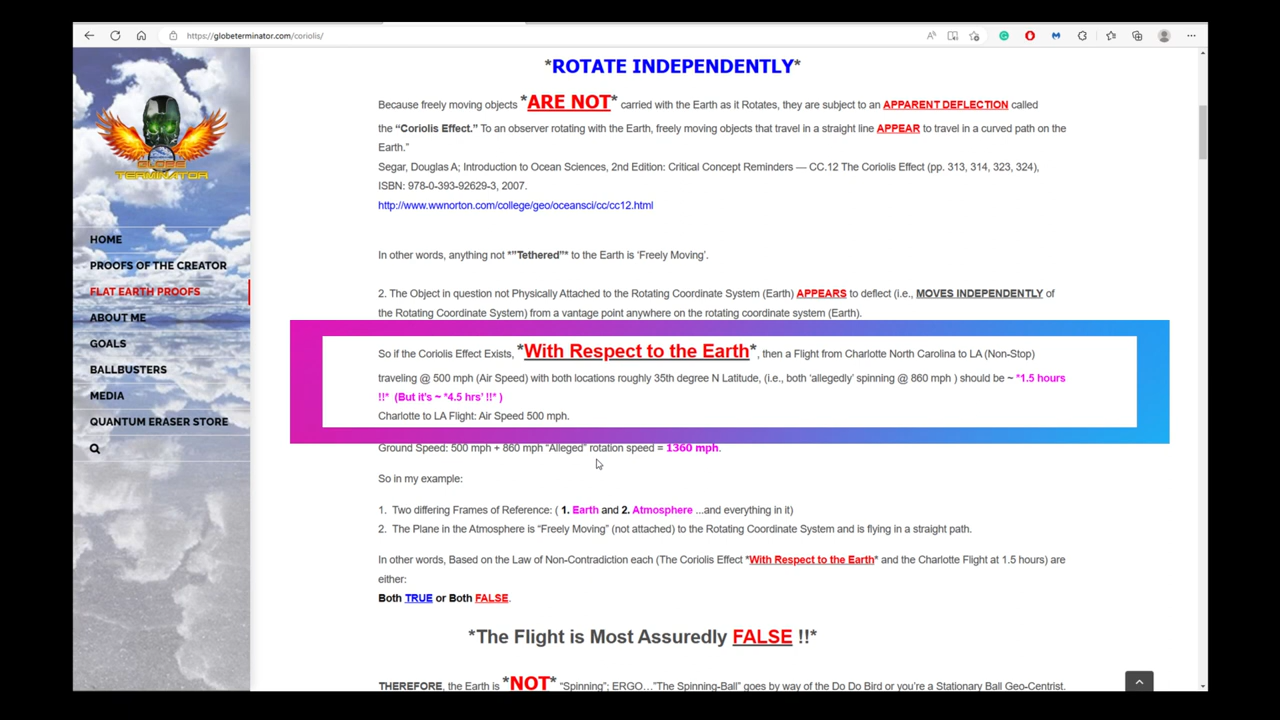 https://globeterminator.com/coriolis/
GLOBE
TERMINATOR
HOME
PROOFS OF THE CREATOR
FLAT EARTH PROOFS
ABOUT ME
GOALS
BALLBUSTERS
MEDIA
QUANTUM ERASER STORE
*ROTATE INDEPENDENTLY*
Because freely moving objects *ARE NOT* carried with the Earth as it Rotates, they are subject to an APPARENT DEFLECTION called
the “Coriolis Effect.” To an observer rotating with the Earth, freely moving objects that travel in a straight line APPEAR to travel in a curved path on the
Earth.”
Segar, Douglas A; Introduction to Ocean Sciences, 2nd Edition: Critical Concept Reminders — CC.12 The Coriolis Effect (pp. 313, 314, 323, 324),
ISBN: 978-0-393-92629-3, 2007.
http://www.wwnorton.com/college/geo/oceansci/cc/cc12.html
In other words, anything not *”Tethered”* to the Earth is ‘Freely Moving’.
2. The Object in question not Physically Attached to the Rotating Coordinate System (Earth) APPEARS to deflect (i.e., MOVES INDEPENDENTLY of
the Rotating Coordinate System) from a vantage point anywhere on the rotating coordinate system (Earth).
So if the Coriolis Effect Exists, *With Respect to the Earth*, then a Flight from Charlotte North Carolina to LA (Non-Stop)
traveling @ 500 mph (Air Speed) with both locations roughly 35th degree N Latitude, (i.e., both ‘allegedly’ spinning @ 860 mph ) should be ~ *1.5 hours
!!* (But it's ~ *4.5 hrs’ !!* )
Charlotte to LA Flight: Air Speed 500 mph.
Ground Speed: 500 mph + 860 mph “Alleged” rotation speed = 1360 mph.
So in my example:
1. Two differing Frames of Reference: ( 1. Earth and 2. Atmosphere ...and everything in it)
2. The Plane in the Atmosphere is “Freely Moving” (not attached) to the Rotating Coordinate System and is flying in a straight path.
In other words, Based on the Law of Non-Contradiction each (The Coriolis Effect *With Respect to the Earth* and the Charlotte Flight at 1.5 hours) are
either:
Both TRUE or Both FALSE.
*The Flight is Most Assuredly FALSE !!*
THEREFORE, the Earth is *NOT* “Spinning”; ERGO…”The Spinning-Ball” goes by way of the Do Do Bird or you're a Stationary Ball Geo-Centrist.